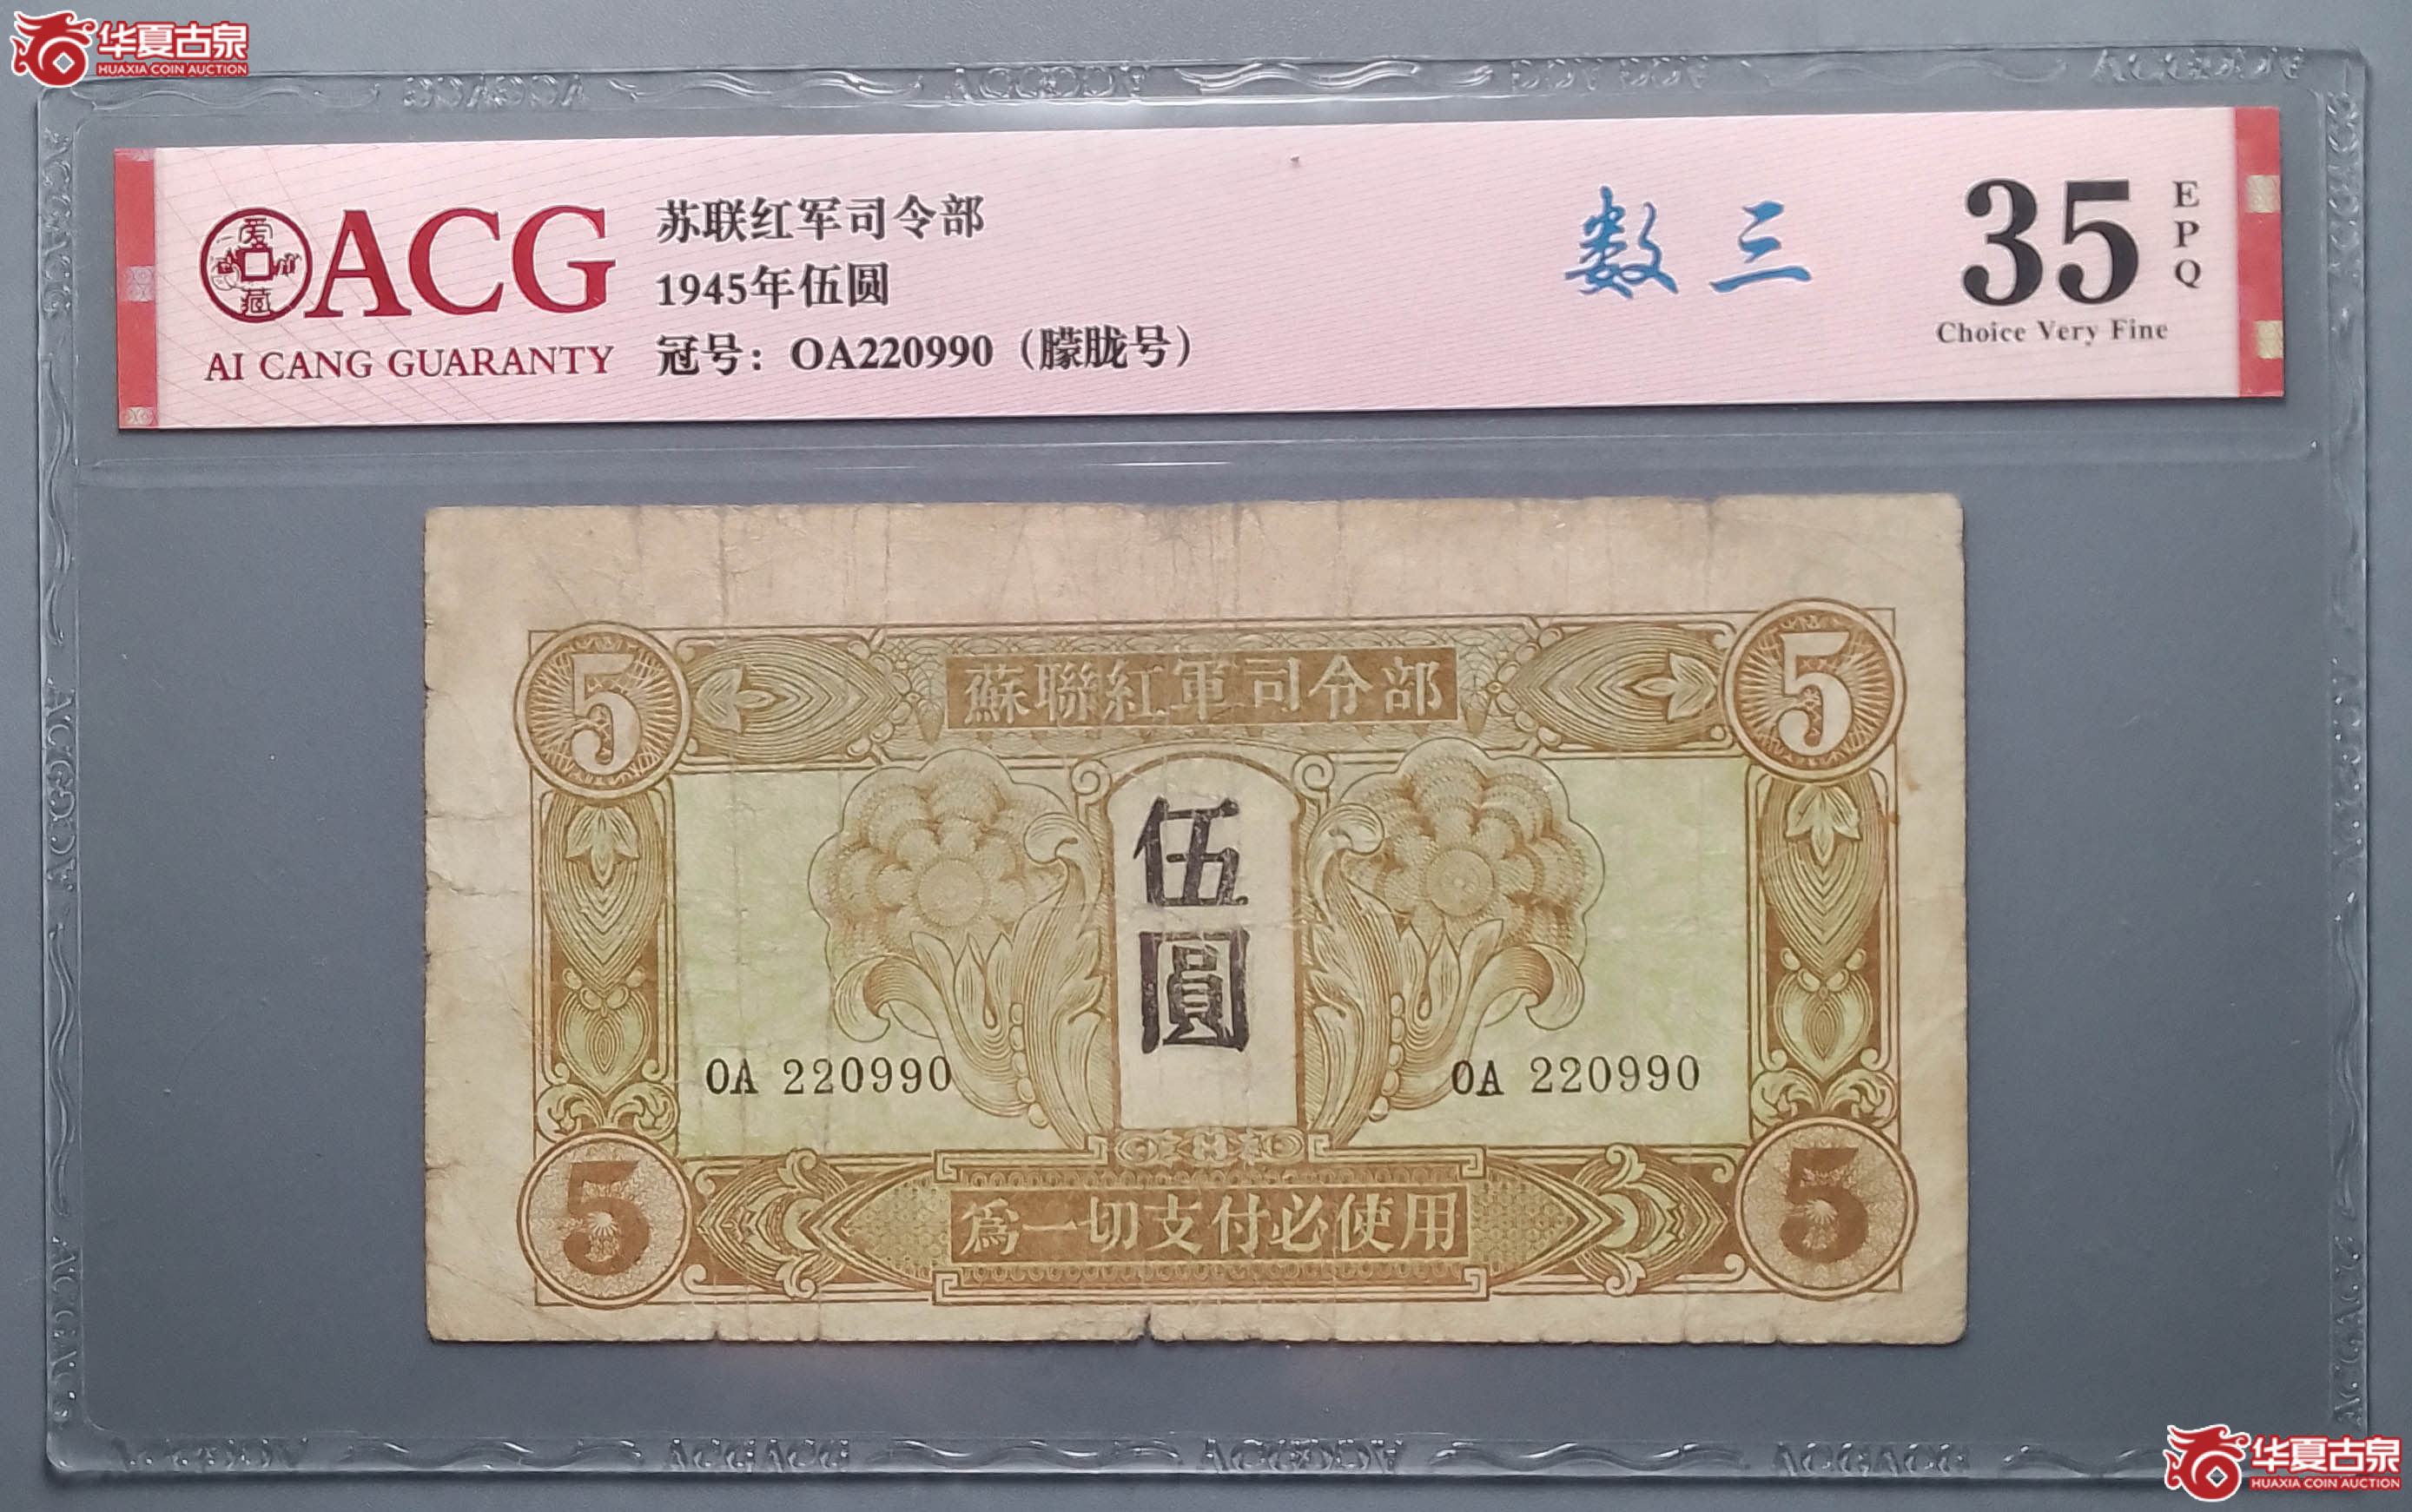 华夏古泉
HUAXIA COIN AUCTION
爱藏
ACG
AI CANG GUARANTY
苏联红军司令部
1945年伍圆
冠号：OA220990（朦胧号）
数三
35
EPQ
Choice Very Fine
5
蘇聯紅軍司令部
5
伍圓
OA 220990
OA 220990
5
為一切支付必使用
5
华夏古泉
HUAXIA COIN AUCTION